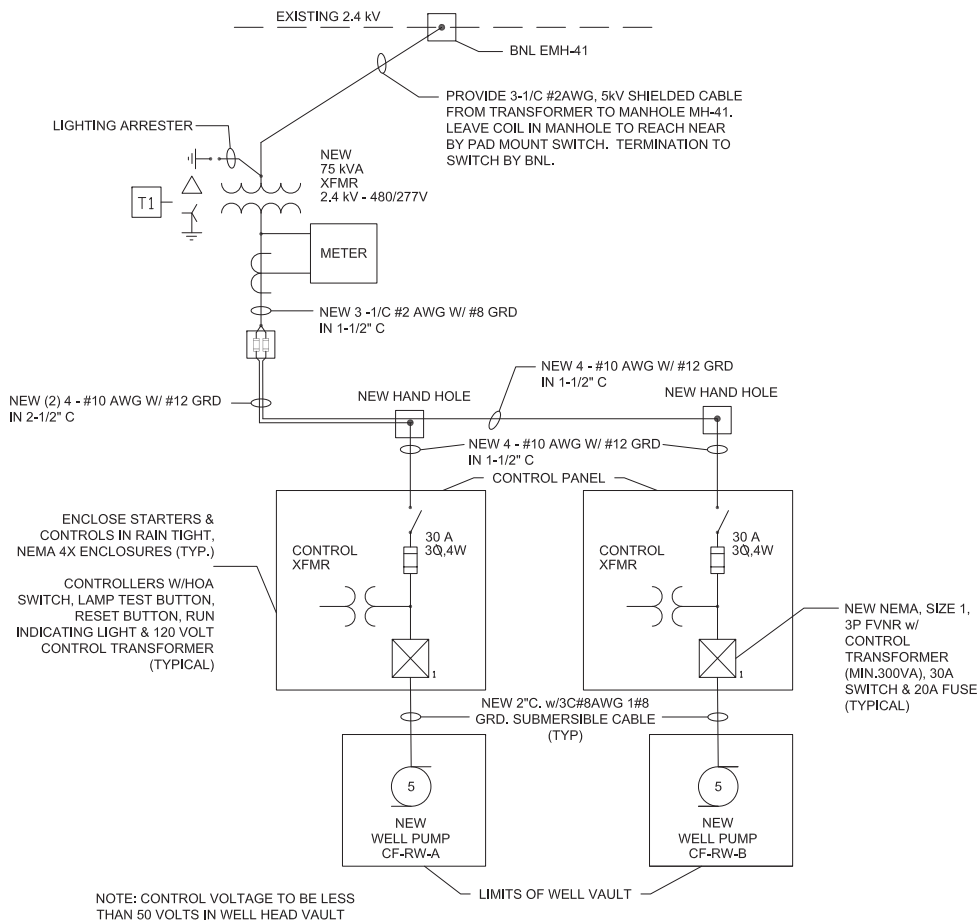 EXISTING 2.4 kV
BNL EMH-41
PROVIDE 3-1/C #2AWG, 5kV SHIELDED CABLE
FROM TRANSFORMER TO MANHOLE MH-41.
LEAVE COIL IN MANHOLE TO REACH NEAR
BY PAD MOUNT SWITCH. TERMINATION TO
SWITCH BY BNL.
LIGHTING ARRESTER
NEW
75 kVA
XFMR
2.4 kV - 480/277V
T1
METER
NEW 3 -1/C #2 AWG W/ #8 GRD
IN 1-1/2" C
NEW 4 - #10 AWG W/ #12 GRD
IN 1-1/2" C
NEW (2) 4 - #10 AWG W/ #12 GRD
IN 2-1/2" C
NEW HAND HOLE
NEW HAND HOLE
NEW 4 - #10 AWG W/ #12 GRD
IN 1-1/2" C
CONTROL PANEL
ENCLOSE STARTERS &
CONTROLS IN RAIN TIGHT,
NEMA 4X ENCLOSURES (TYP.)
CONTROLLERS W/HOA
SWITCH, LAMP TEST BUTTON,
RESET BUTTON, RUN
INDICATING LIGHT & 120 VOLT
CONTROL TRANSFORMER
(TYPICAL)
CONTROL
XFMR
30 A
3Q,4W
1
CONTROL
XFMR
30 A
3Q,4W
1
NEW NEMA, SIZE 1,
3P FVNR w/
CONTROL
TRANSFORMER
(MIN.300VA), 30A
SWITCH & 20A FUSE
(TYPICAL)
NEW 2"C. w/3C#8AWG 1#8
GRD. SUBMERSIBLE CABLE
(TYP)
5
NEW
WELL PUMP
CF-RW-A
5
NEW
WELL PUMP
CF-RW-B
LIMITS OF WELL VAULT
NOTE: CONTROL VOLTAGE TO BE LESS
THAN 50 VOLTS IN WELL HEAD VAULT